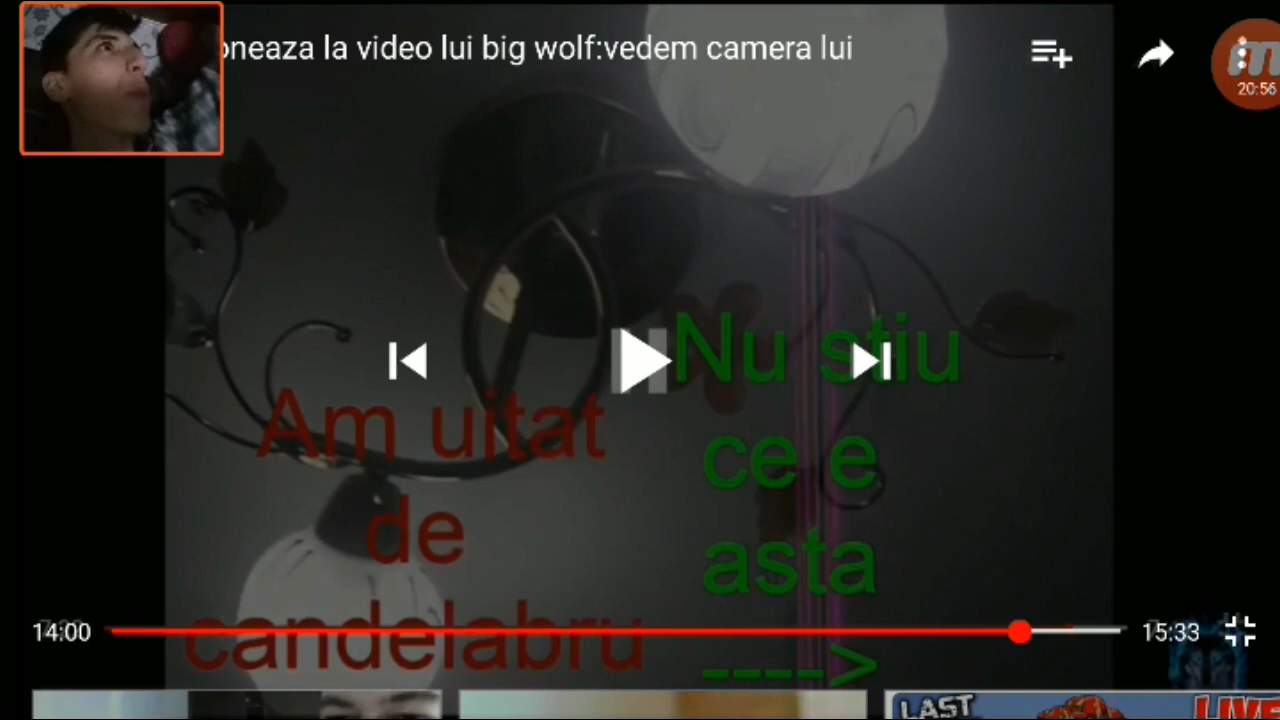 oneaza la video lui big wolf:vedem camera lui
20:56
Nu stiu
ce e
asta
---->
Am uitat
de
candelabru
14:00
15:33
LAST
LIVE